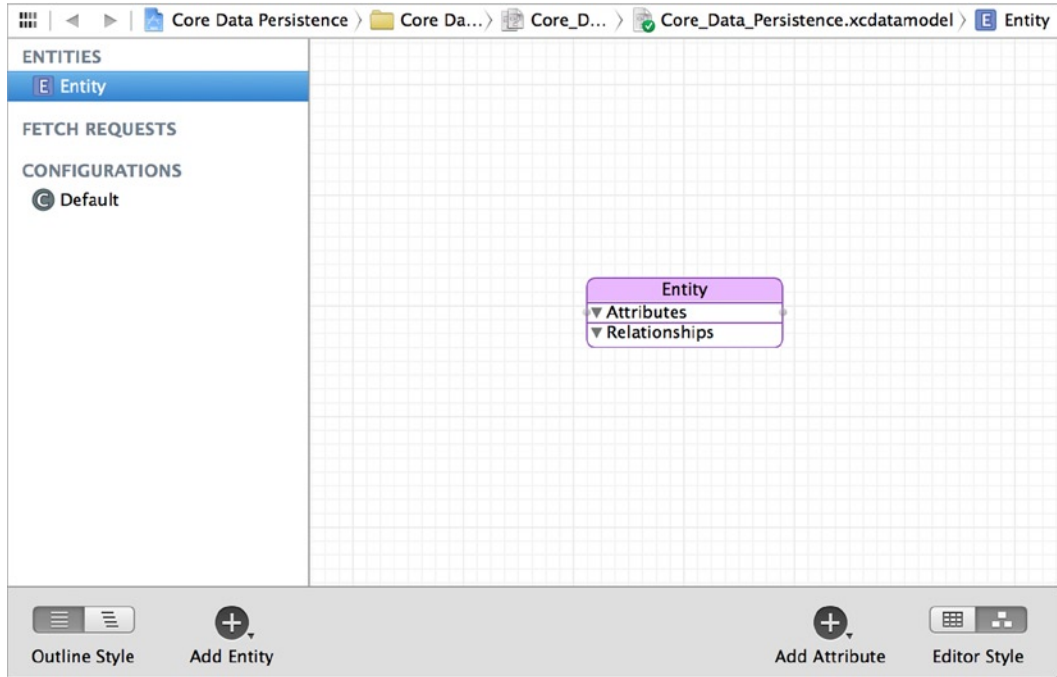 Core Data Persistence Core Da... Core_D... Core_Data_Persistence.xcdatamodel E Entity
ENTITIES
E Entity
FETCH REQUESTS
CONFIGURATIONS
C Default
Entity
Attributes
Relationships
Outline Style Add Entity Add Attribute Editor Style